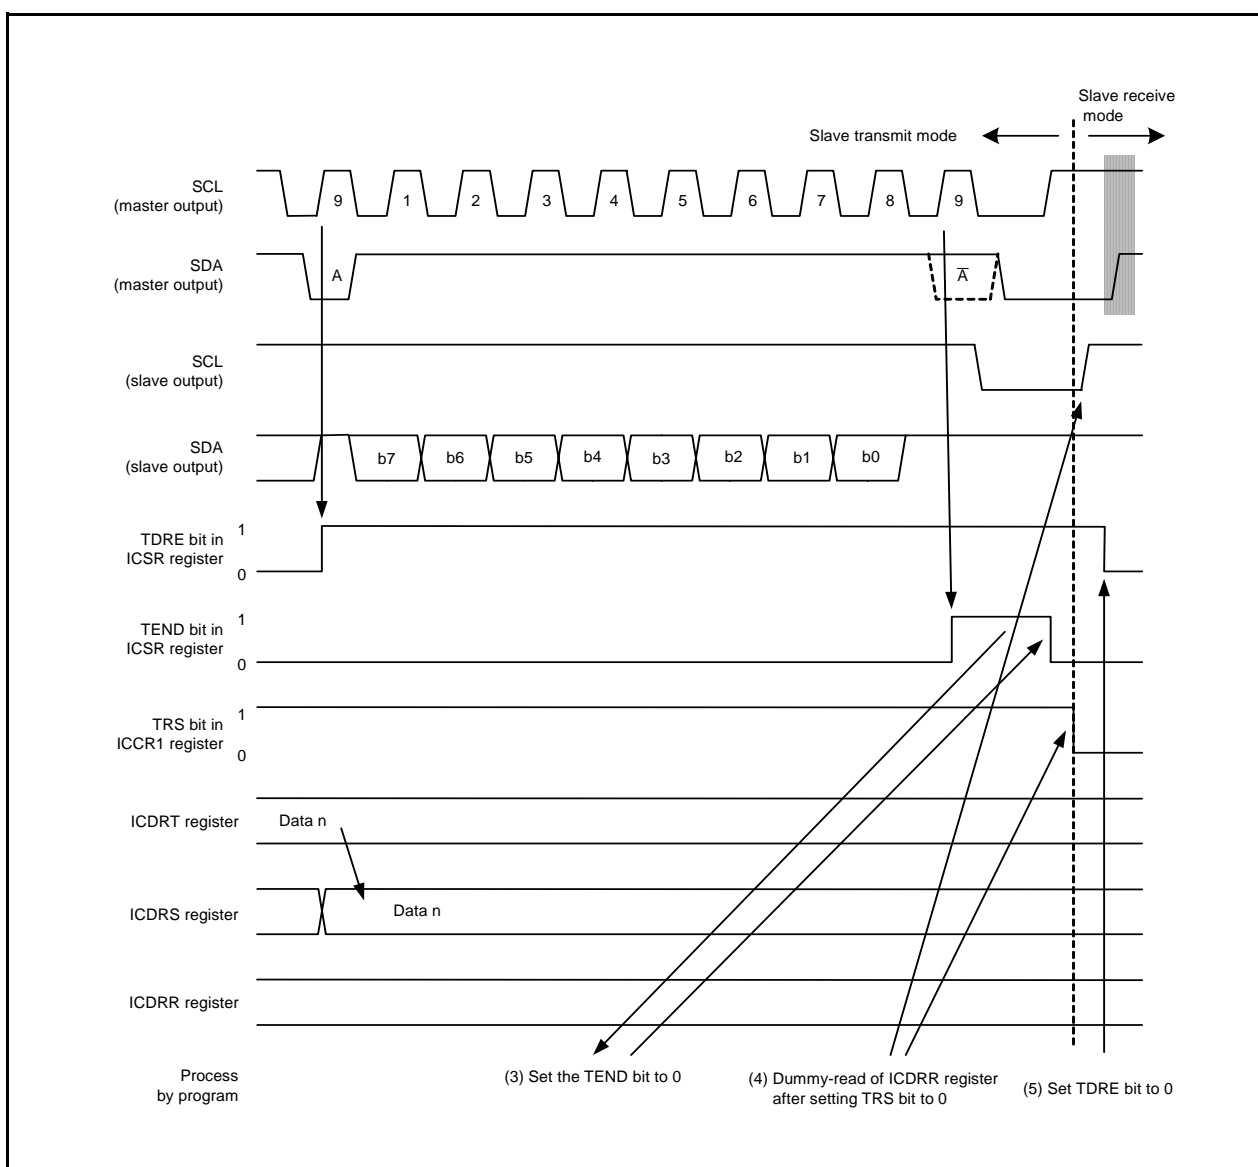 Slave receive
mode
Slave transmit mode
SCL
(master output)
9 1 2 3 4 5 6 7 8 9
SDA
(master output)
A A̅
SCL
(slave output)
SDA
(slave output)
b7 b6 b5 b4 b3 b2 b1 b0
TDRE bit in
ICSR register
1
0
TEND bit in
ICSR register
1
0
TRS bit in
ICCR1 register
1
0
ICDRT register Data n
ICDRS register Data n
ICDRR register
Process
by program
(3) Set the TEND bit to 0
(4) Dummy-read of ICDRR register
after setting TRS bit to 0
(5) Set TDRE bit to 0